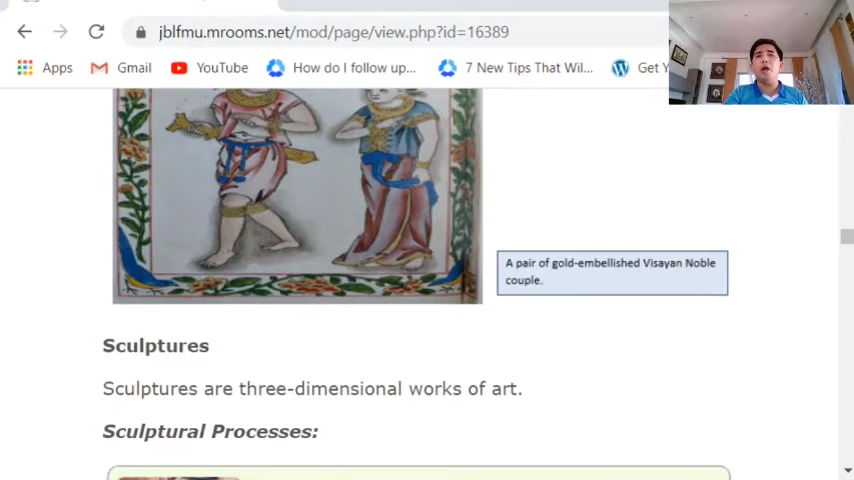 jblfmu.mrooms.net/mod/page/view.php?id=16389
Apps Gmail YouTube How do I follow up... 7 New Tips That Wil... Get Y
A pair of gold-embellished Visayan Noble
couple.
Sculptures
Sculptures are three-dimensional works of art.
Sculptural Processes: